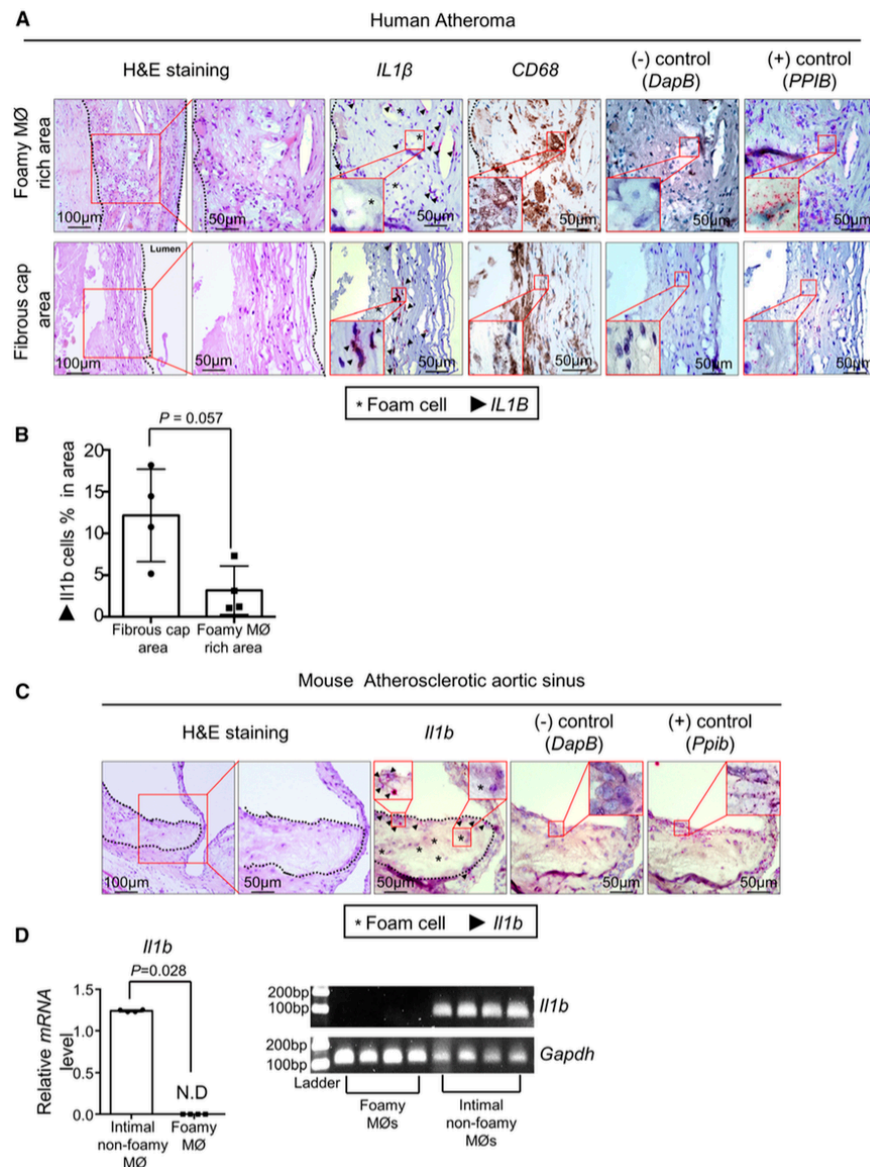 A
Human Atheroma
H&E staining
IL1β
CD68
(-) control
(DapB)
(+) control
(PPIB)
Foamy MØ
rich area
100µm
50µm
50µm
50µm
50µm
50µm
Fibrous cap
area
Lumen
100µm
50µm
50µm
50µm
50µm
50µm
* Foam cell ▶ IL1B
B
P = 0.057
▲ Il1b cells % in area
20
15
10
5
0
Fibrous cap
area
Foamy MØ
rich area
C
Mouse Atherosclerotic aortic sinus
H&E staining
Il1b
(-) control
(DapB)
(+) control
(Ppib)
100µm
50µm
50µm
50µm
50µm
* Foam cell ▶ Il1b
D
Il1b
P=0.028
Relative mRNA
level
1.5
1.0
0.5
0.0
N.D
Intimal
non-foamy
MØ
Foamy
MØ
200bp
100bp
Il1b
200bp
100bp
Gapdh
Ladder
Foamy
MØs
Intimal
non-foamy
MØs